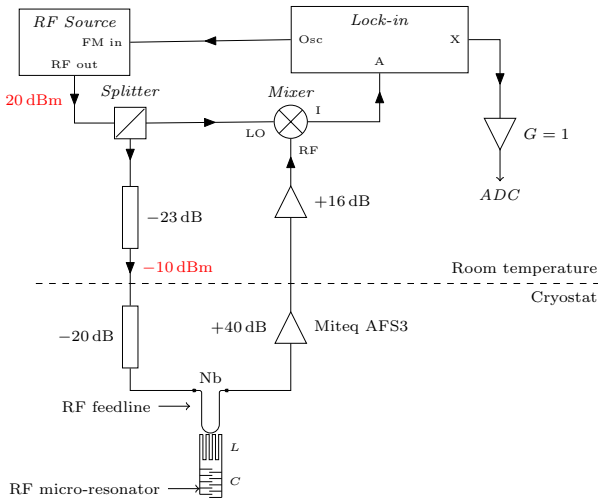 RF Source
FM in
RF out
Lock-in
Osc
X
A
20 dBm
Splitter
Mixer
I
LO
RF
G = 1
ADC
−23 dB
+16 dB
−10 dBm
Room temperature
Cryostat
−20 dB
+40 dB
Miteq AFS3
Nb
RF feedline
L
C
RF micro-resonator